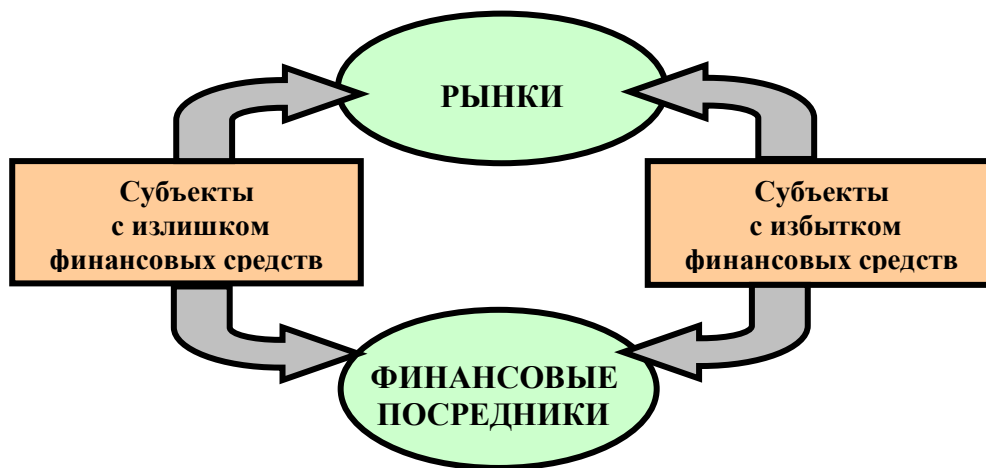 РЫНКИ
Субъекты
с излишком
финансовых средств
Субъекты
с избытком
финансовых средств
ФИНАНСОВЫЕ
ПОСРЕДНИКИ